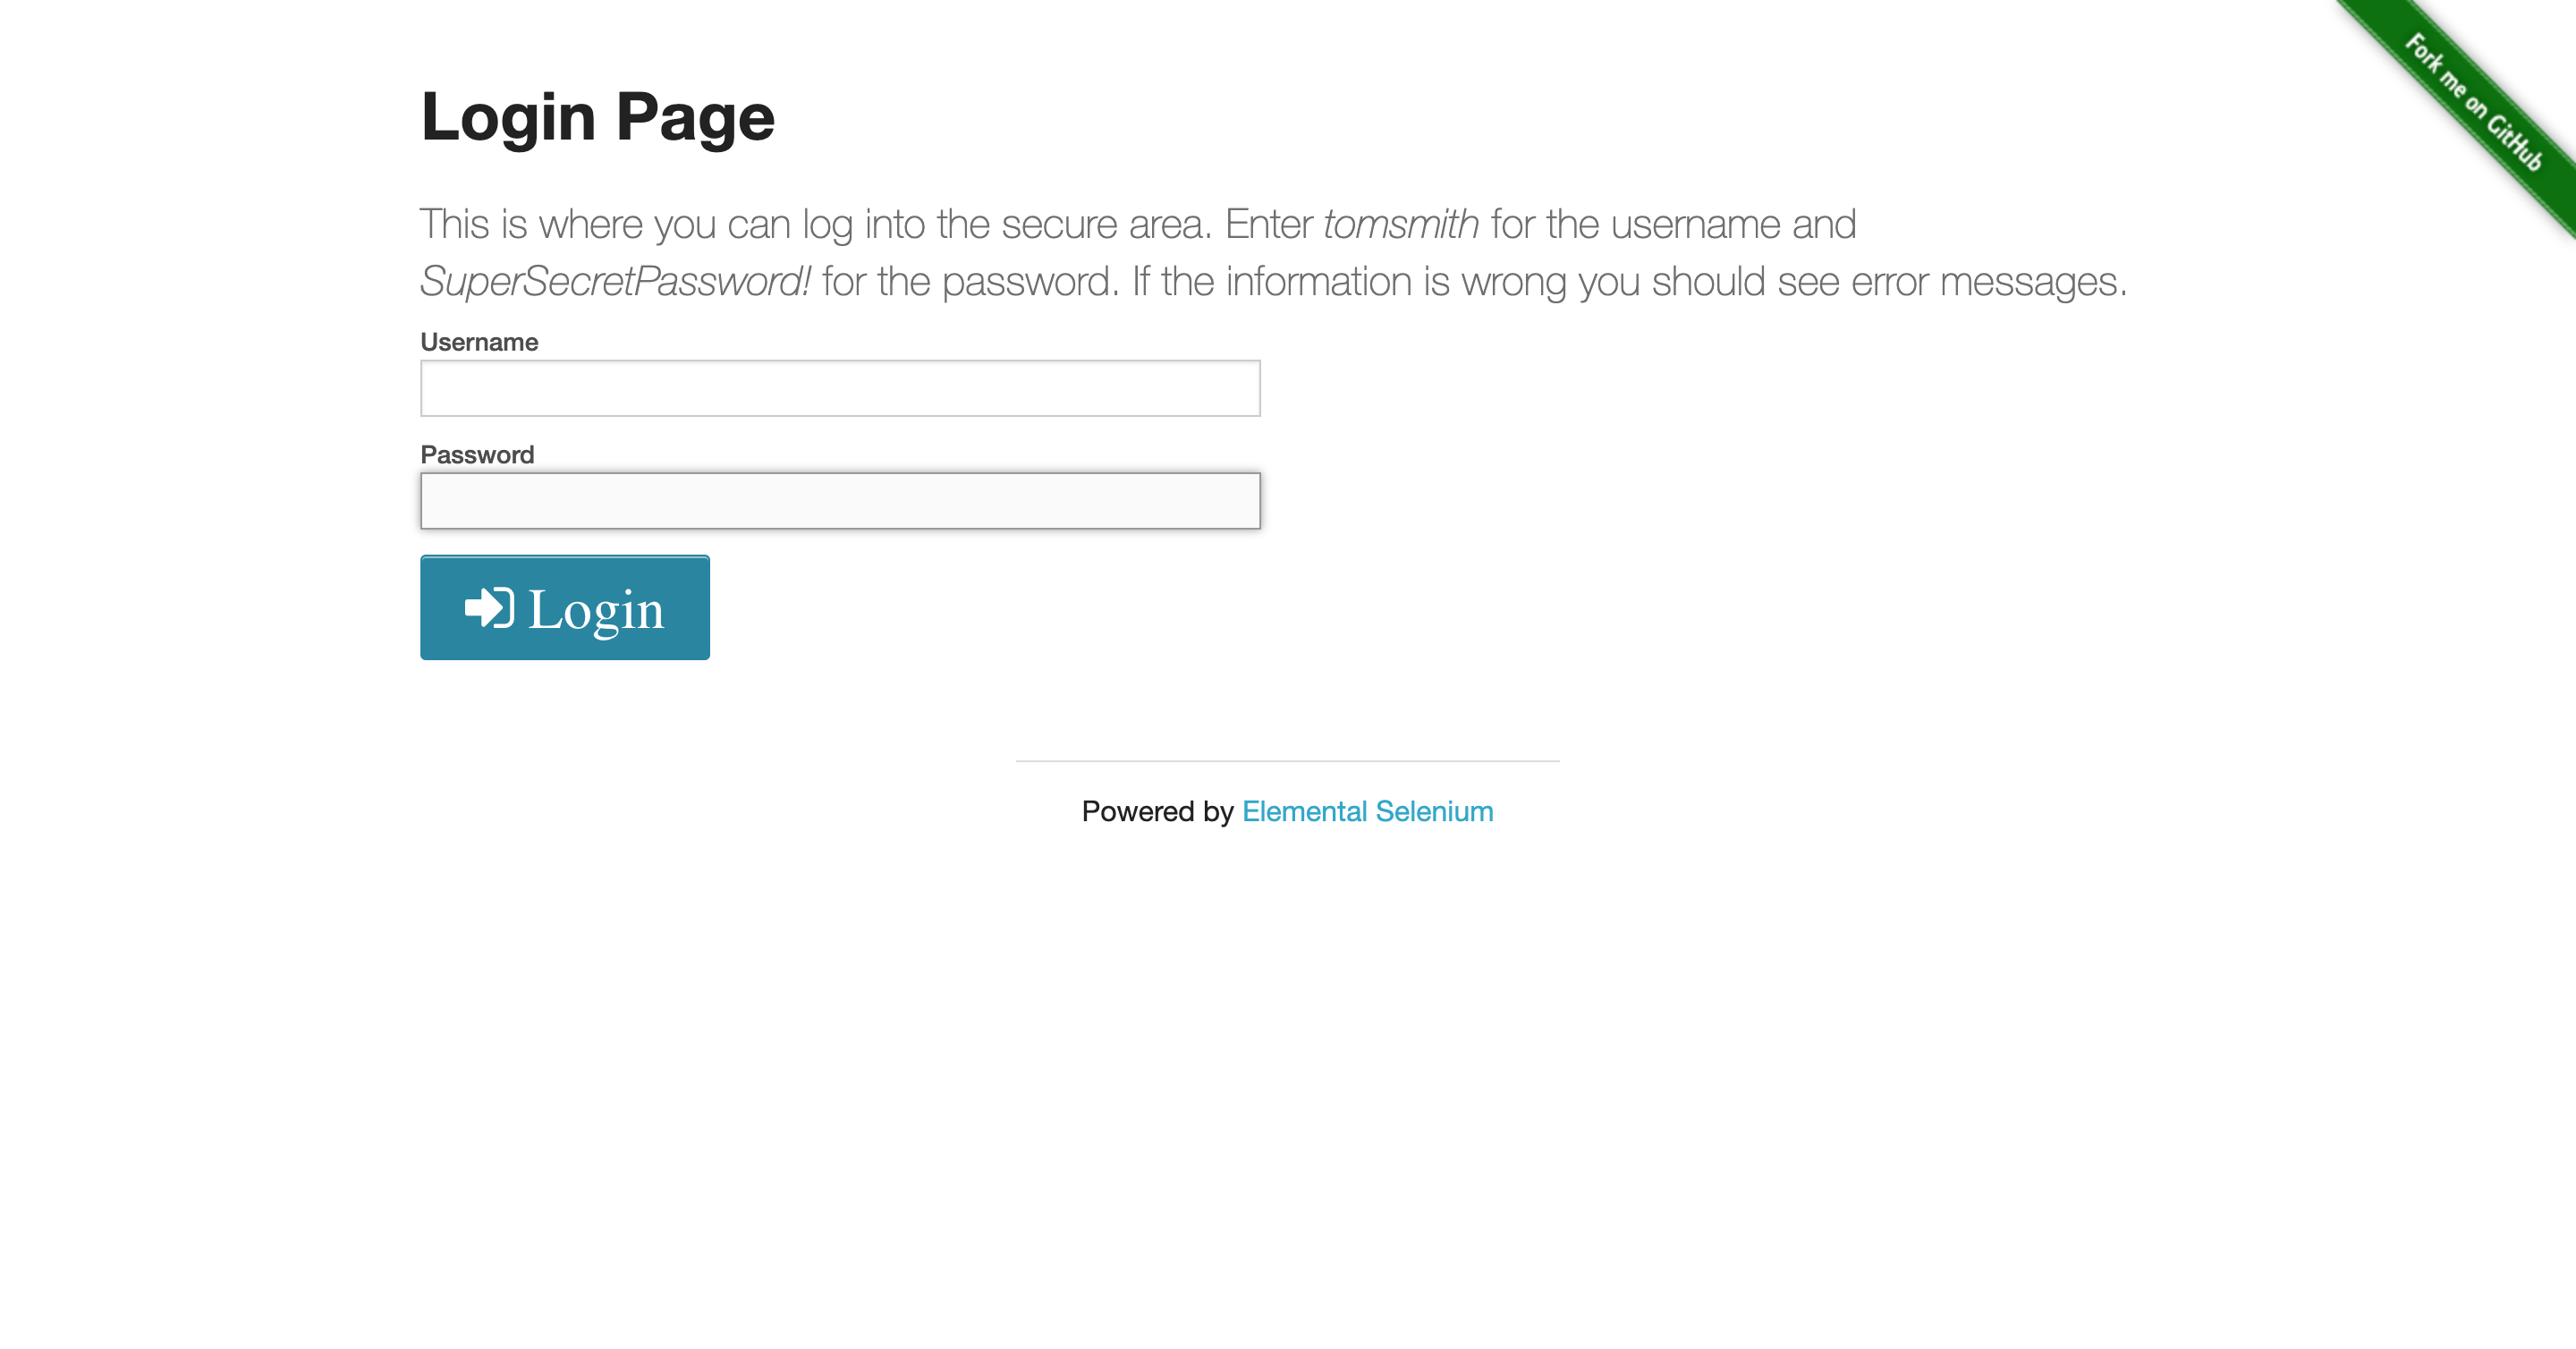 Fork me on GitHub
Login Page
This is where you can log into the secure area. Enter tomsmith for the username and
SuperSecretPassword! for the password. If the information is wrong you should see error messages.
Username
Password
Login
Powered by Elemental Selenium